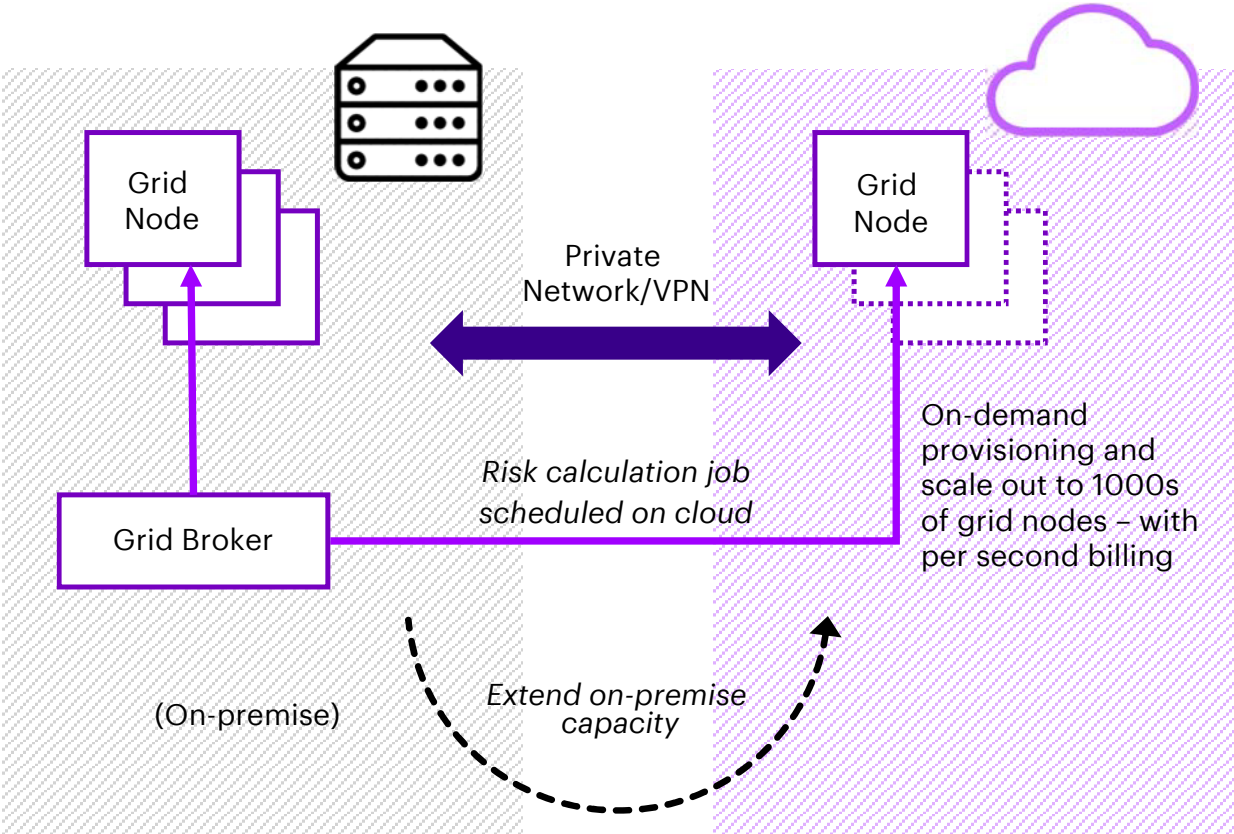 Grid
Node
Grid
Node
Private
Network/VPN
On-demand
provisioning and
scale out to 1000s
of grid nodes – with
per second billing
Risk calculation job
scheduled on cloud
Grid Broker
Extend on-premise
capacity
(On-premise)